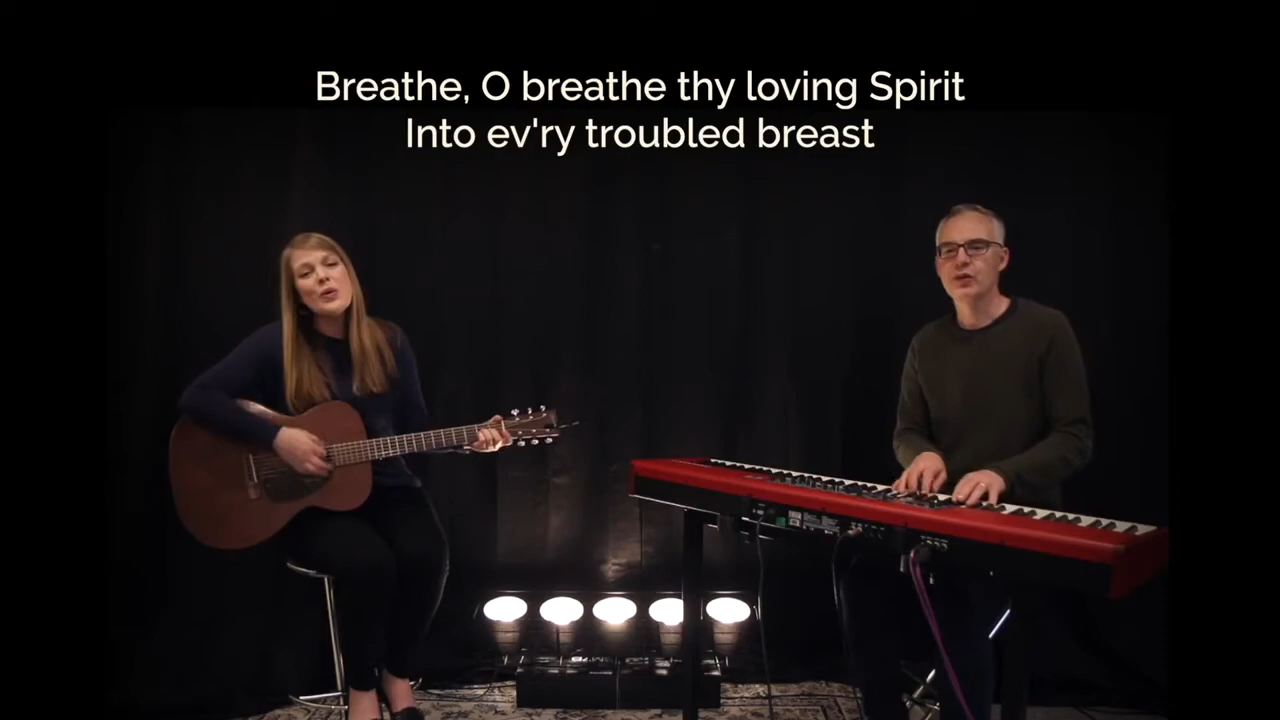 Breathe, O breathe thy loving Spirit
Into ev'ry troubled breast